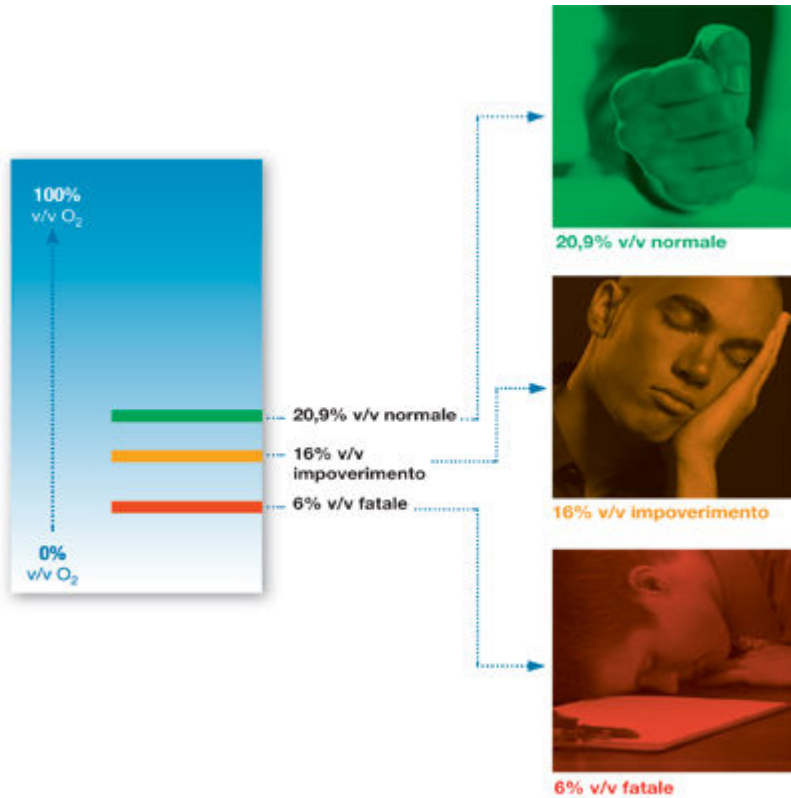 100%
v/v O₂
20,9% v/v normale
16% v/v
impoverimento
6% v/v fatale
0%
v/v O₂
20,9% v/v normale
16% v/v impoverimento
6% v/v fatale